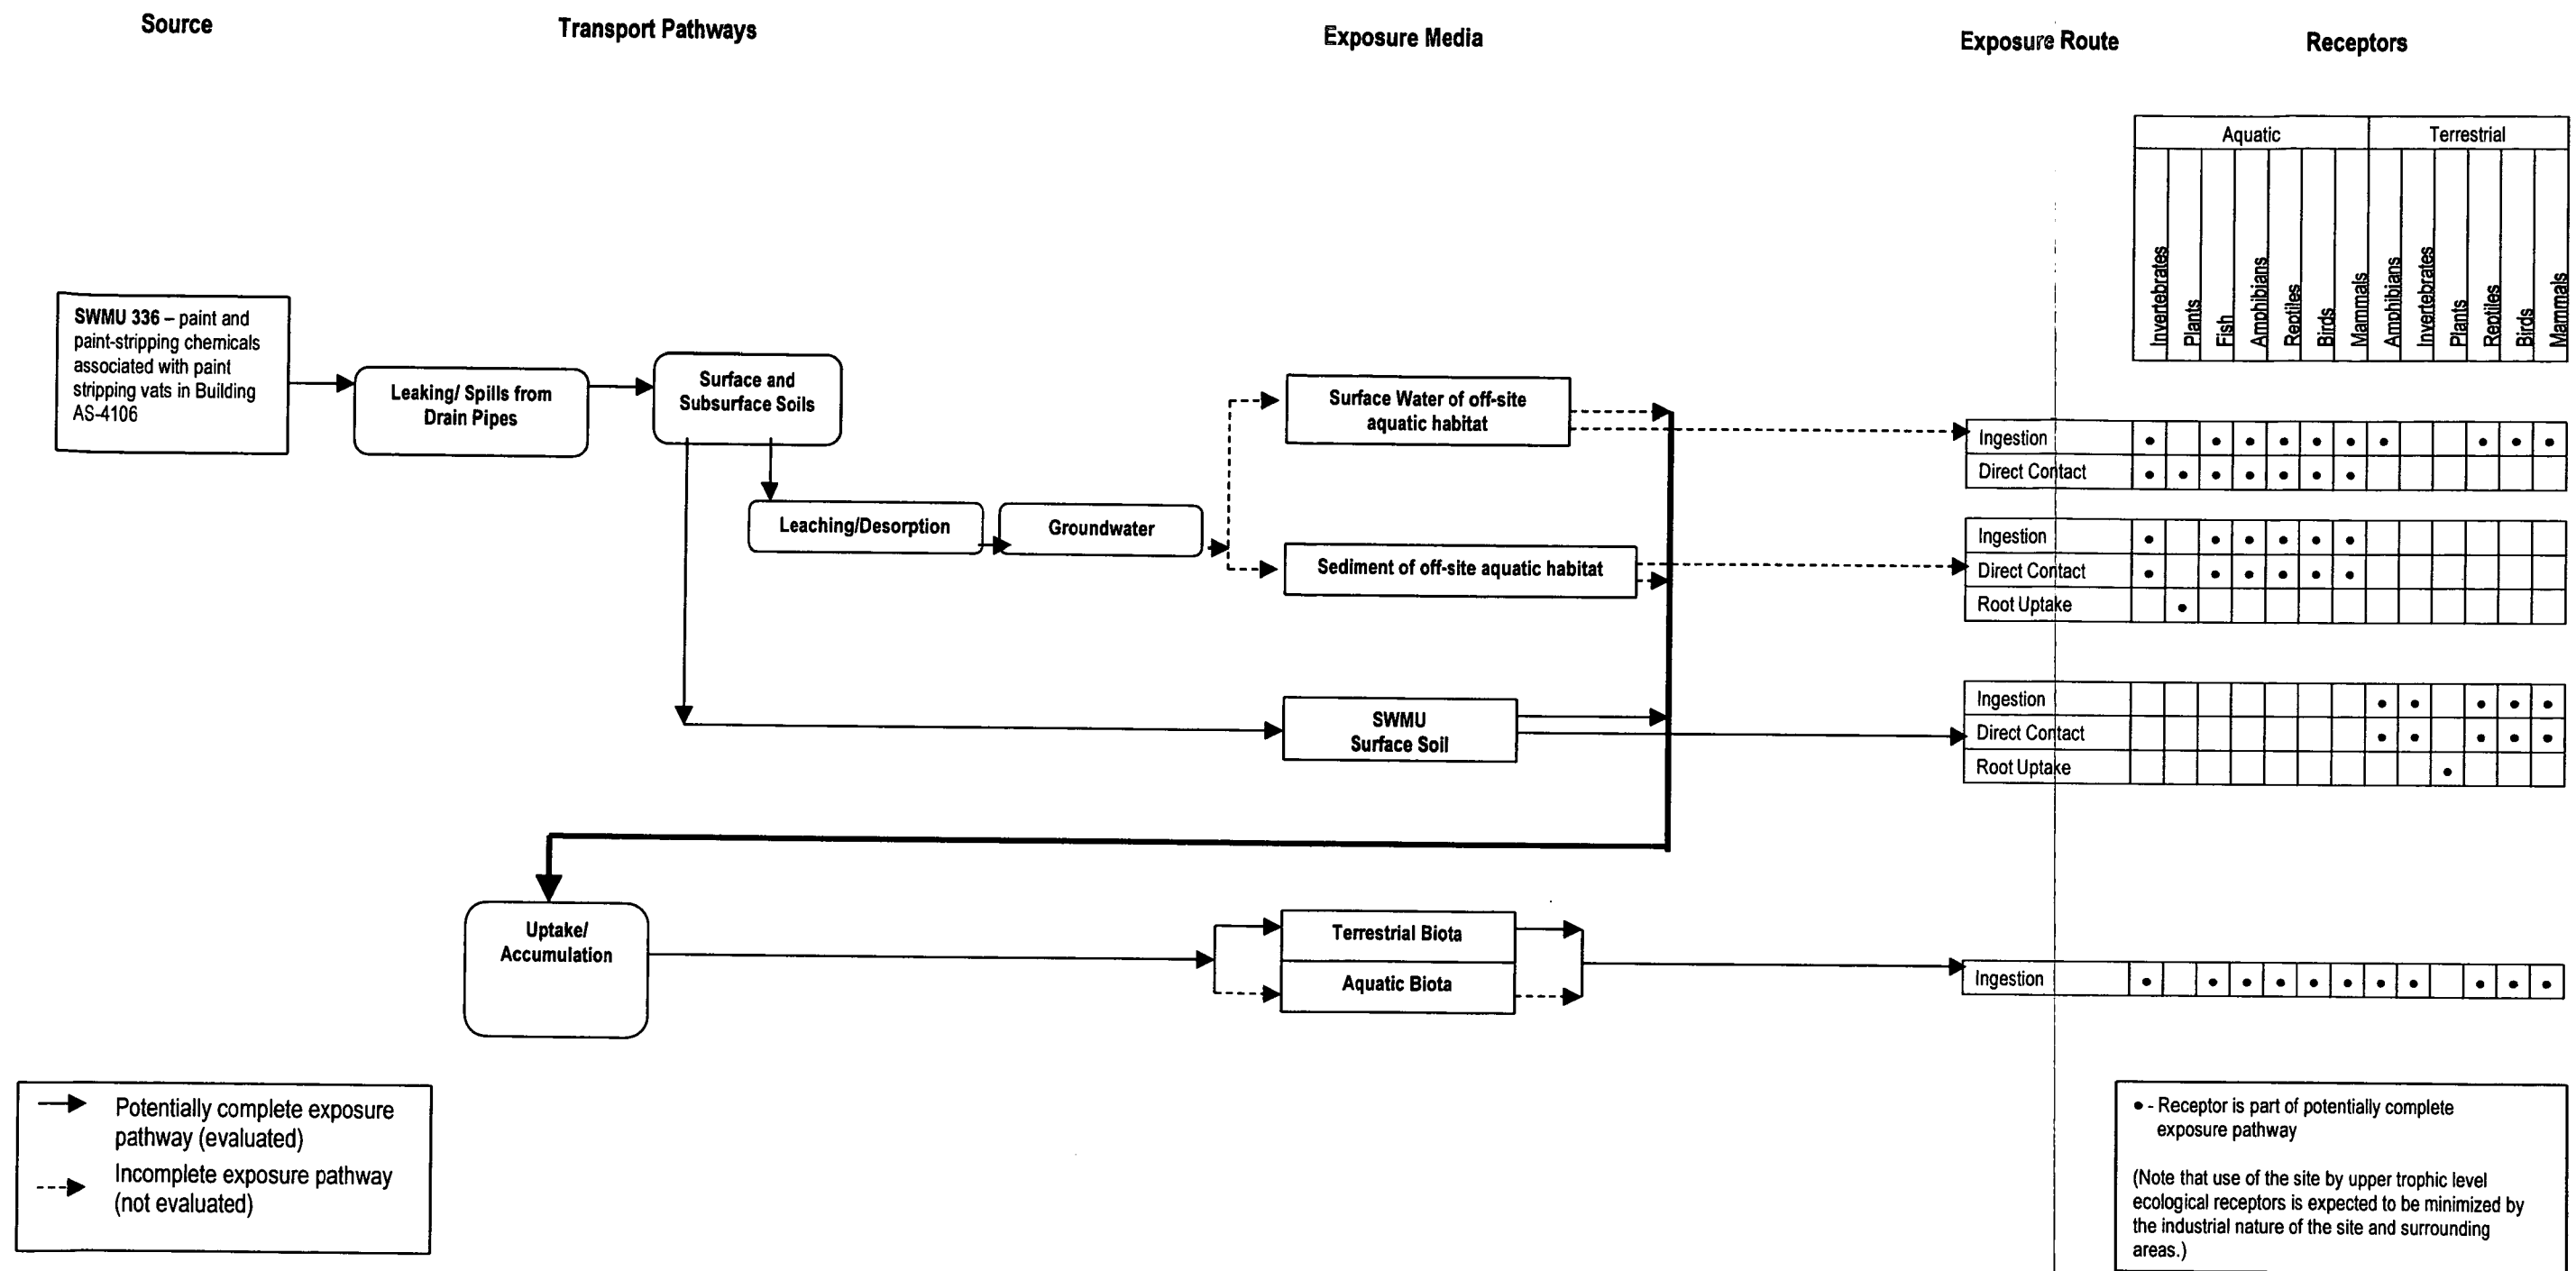 Source
Transport Pathways
Exposure Media
Exposure Route
Receptors
Aquatic
Terrestrial
Invertebrates
Plants
Fish
Amphibians
Reptiles
Birds
Mammals
Amphibians
Invertebrates
Plants
Reptiles
Birds
Mammals
SWMU 336 – paint and
paint-stripping chemicals
associated with paint
stripping vats in Building
AS-4106
Leaking/ Spills from
Drain Pipes
Surface and
Subsurface Soils
Leaching/Desorption
Groundwater
Surface Water of off-site
aquatic habitat
Sediment of off-site aquatic habitat
SWMU
Surface Soil
Ingestion
Direct Contact
Ingestion
Direct Contact
Root Uptake
Ingestion
Direct Contact
Root Uptake
Uptake/
Accumulation
Terrestrial Biota
Aquatic Biota
Ingestion
Potentially complete exposure
pathway (evaluated)
Incomplete exposure pathway
(not evaluated)
• - Receptor is part of potentially complete
exposure pathway
(Note that use of the site by upper trophic level
ecological receptors is expected to be minimized by
the industrial nature of the site and surrounding
areas.)